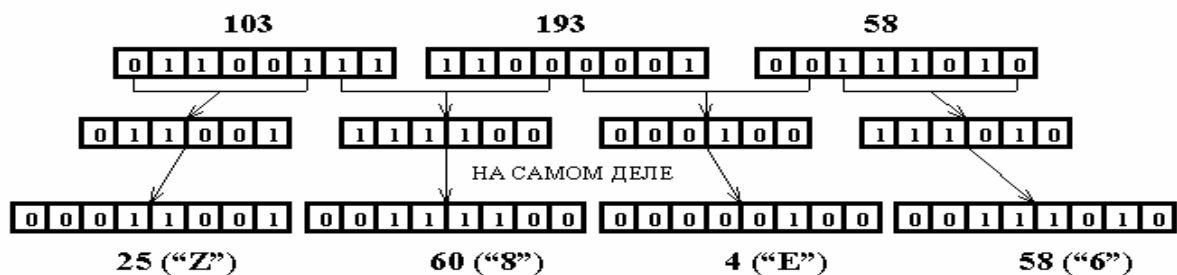 103 193 58
0 1 1 0 0 1 1 1 1 1 0 0 0 0 0 1 0 0 1 1 1 0 1 0
0 1 1 0 0 1 1 1 1 1 0 0 0 0 0 1 0 0 1 1 1 0 1 0
НА САМОМ ДЕЛЕ
0 0 0 1 1 0 0 1 0 0 1 1 1 1 0 0 0 0 0 0 0 1 0 0 0 0 1 1 1 0 1 0
25 (“Z”) 60 (“8”) 4 (“E”) 58 (“6”)